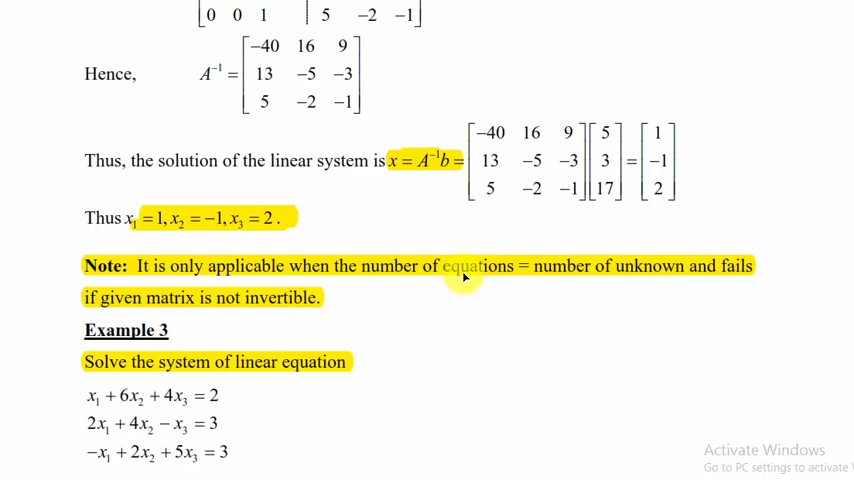 0 0 1 | 5 −2 −1
−40 16 9
Hence, A⁻¹ = 13 −5 −3
5 −2 −1
−40 16 9 5 1
Thus, the solution of the linear system is x = A⁻¹b = 13 −5 −3 3 = −1
5 −2 −1 17 2
Thus x₁ = 1, x₂ = −1, x₃ = 2 .
Note: It is only applicable when the number of equations = number of unknown and fails
if given matrix is not invertible.
Example 3
Solve the system of linear equation
x₁ + 6x₂ + 4x₃ = 2
2x₁ + 4x₂ − x₃ = 3
−x₁ + 2x₂ + 5x₃ = 3
Activate Windows
Go to PC settings to activate